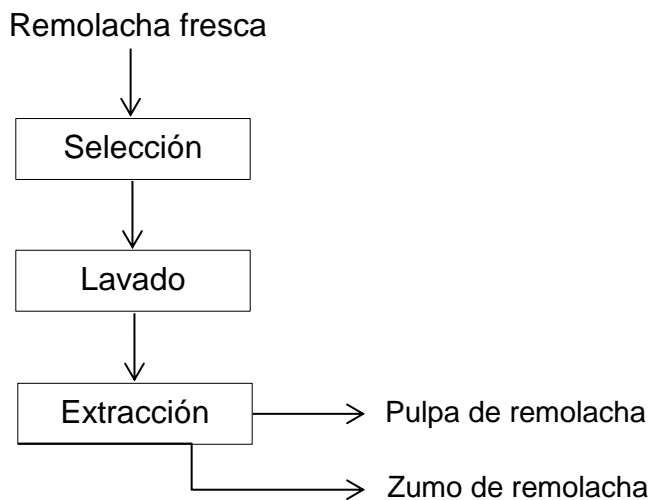 Remolacha fresca
Selección
Lavado
Extracción
Pulpa de remolacha
Zumo de remolacha